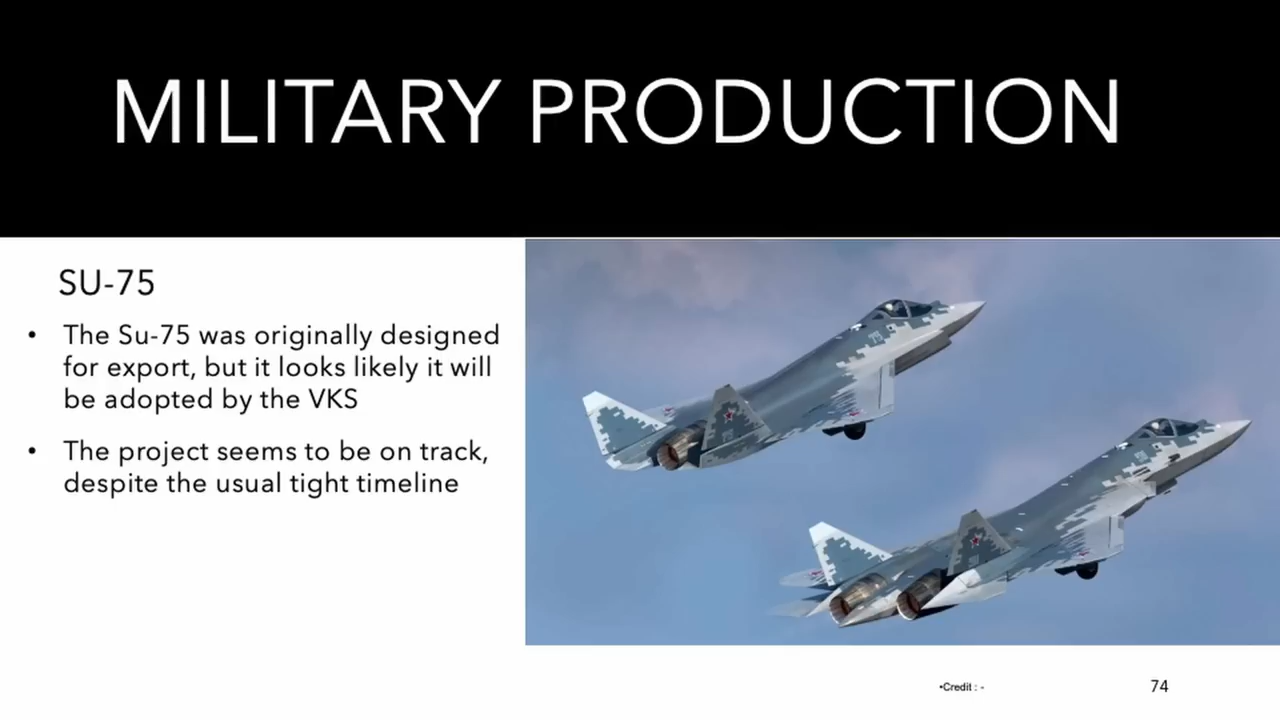 MILITARY PRODUCTION
SU-75
• The Su-75 was originally designed
for export, but it looks likely it will
be adopted by the VKS
• The project seems to be on track,
despite the usual tight timeline
•Credit : -
74